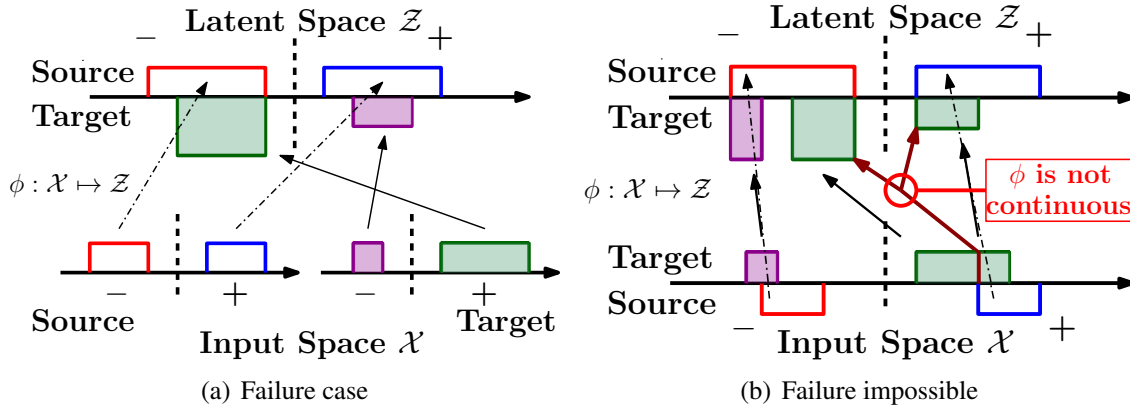 Latent Space 𝒵
− +
Source
Target
ϕ : 𝒳 ↦ 𝒵
− + − +
Source Target
Input Space 𝒳
(a) Failure case
Latent Space 𝒵
− +
Source
Target
ϕ : 𝒳 ↦ 𝒵
ϕ is not
continuous
Target
Source
− +
Input Space 𝒳
(b) Failure impossible